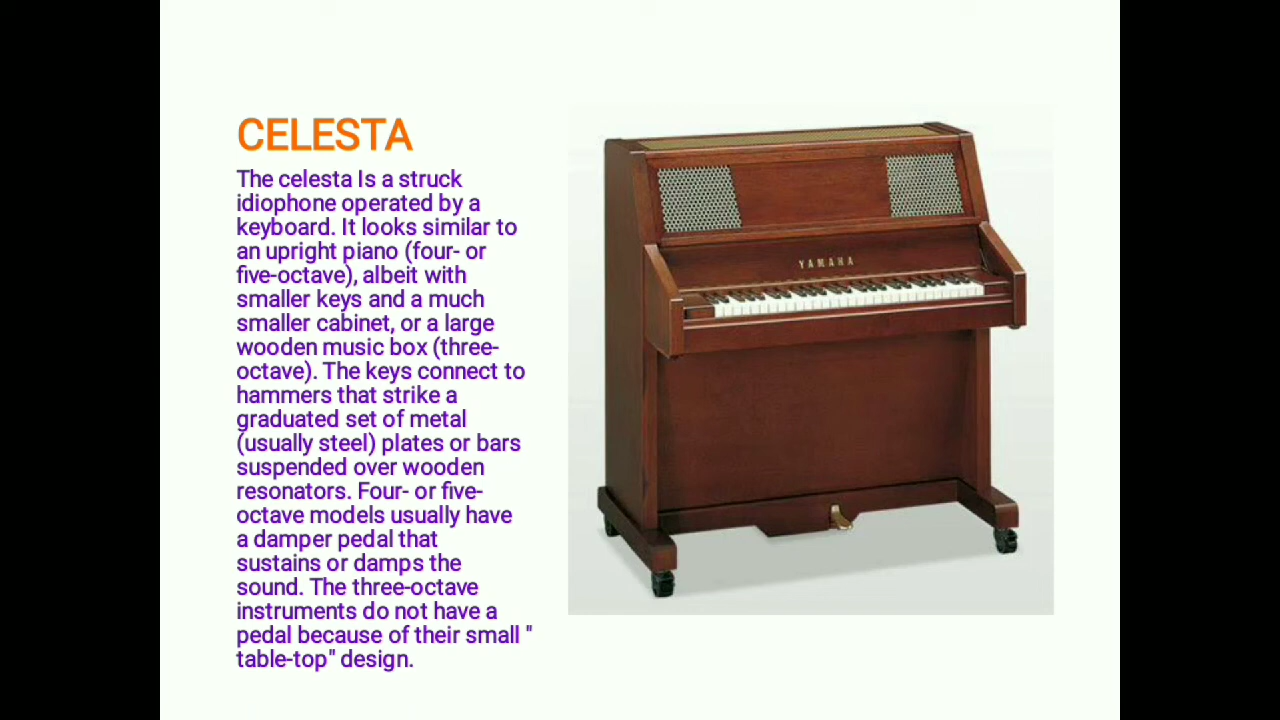 CELESTA
The celesta Is a struck
idiophone operated by a
keyboard. It looks similar to
an upright piano (four- or
five-octave), albeit with
smaller keys and a much
smaller cabinet, or a large
wooden music box (three-
octave). The keys connect to
hammers that strike a
graduated set of metal
(usually steel) plates or bars
suspended over wooden
resonators. Four- or five-
octave models usually have
a damper pedal that
sustains or damps the
sound. The three-octave
instruments do not have a
pedal because of their small "
table-top" design.
YAMAHA